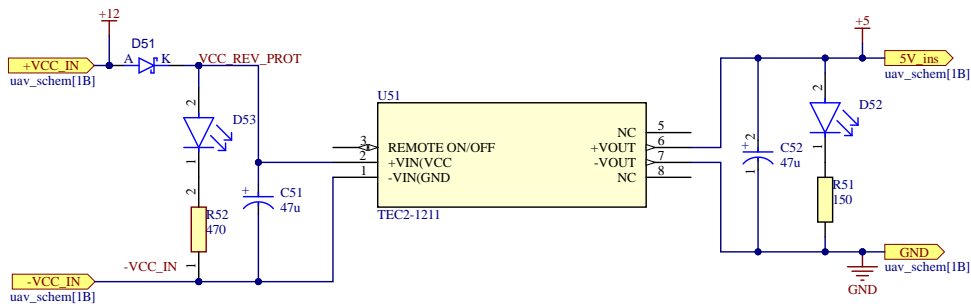 +12
+5
D51
+VCC_IN
A
K
VCC_REV_PROT
5V_ins
uav_schem[1B]
uav_schem[1B]
U51
2
D53
1
2
R52
470
1
3
REMOTE ON/OFF
2
+VIN(VCC
1
-VIN(GND
NC
5
+VOUT
6
-VOUT
7
NC
8
TEC2-1211
+
C51
47u
+
2
C52
47u
1
2
D52
1
R51
150
-VCC_IN
-VCC_IN
uav_schem[1B]
GND
uav_schem[1B]
GND